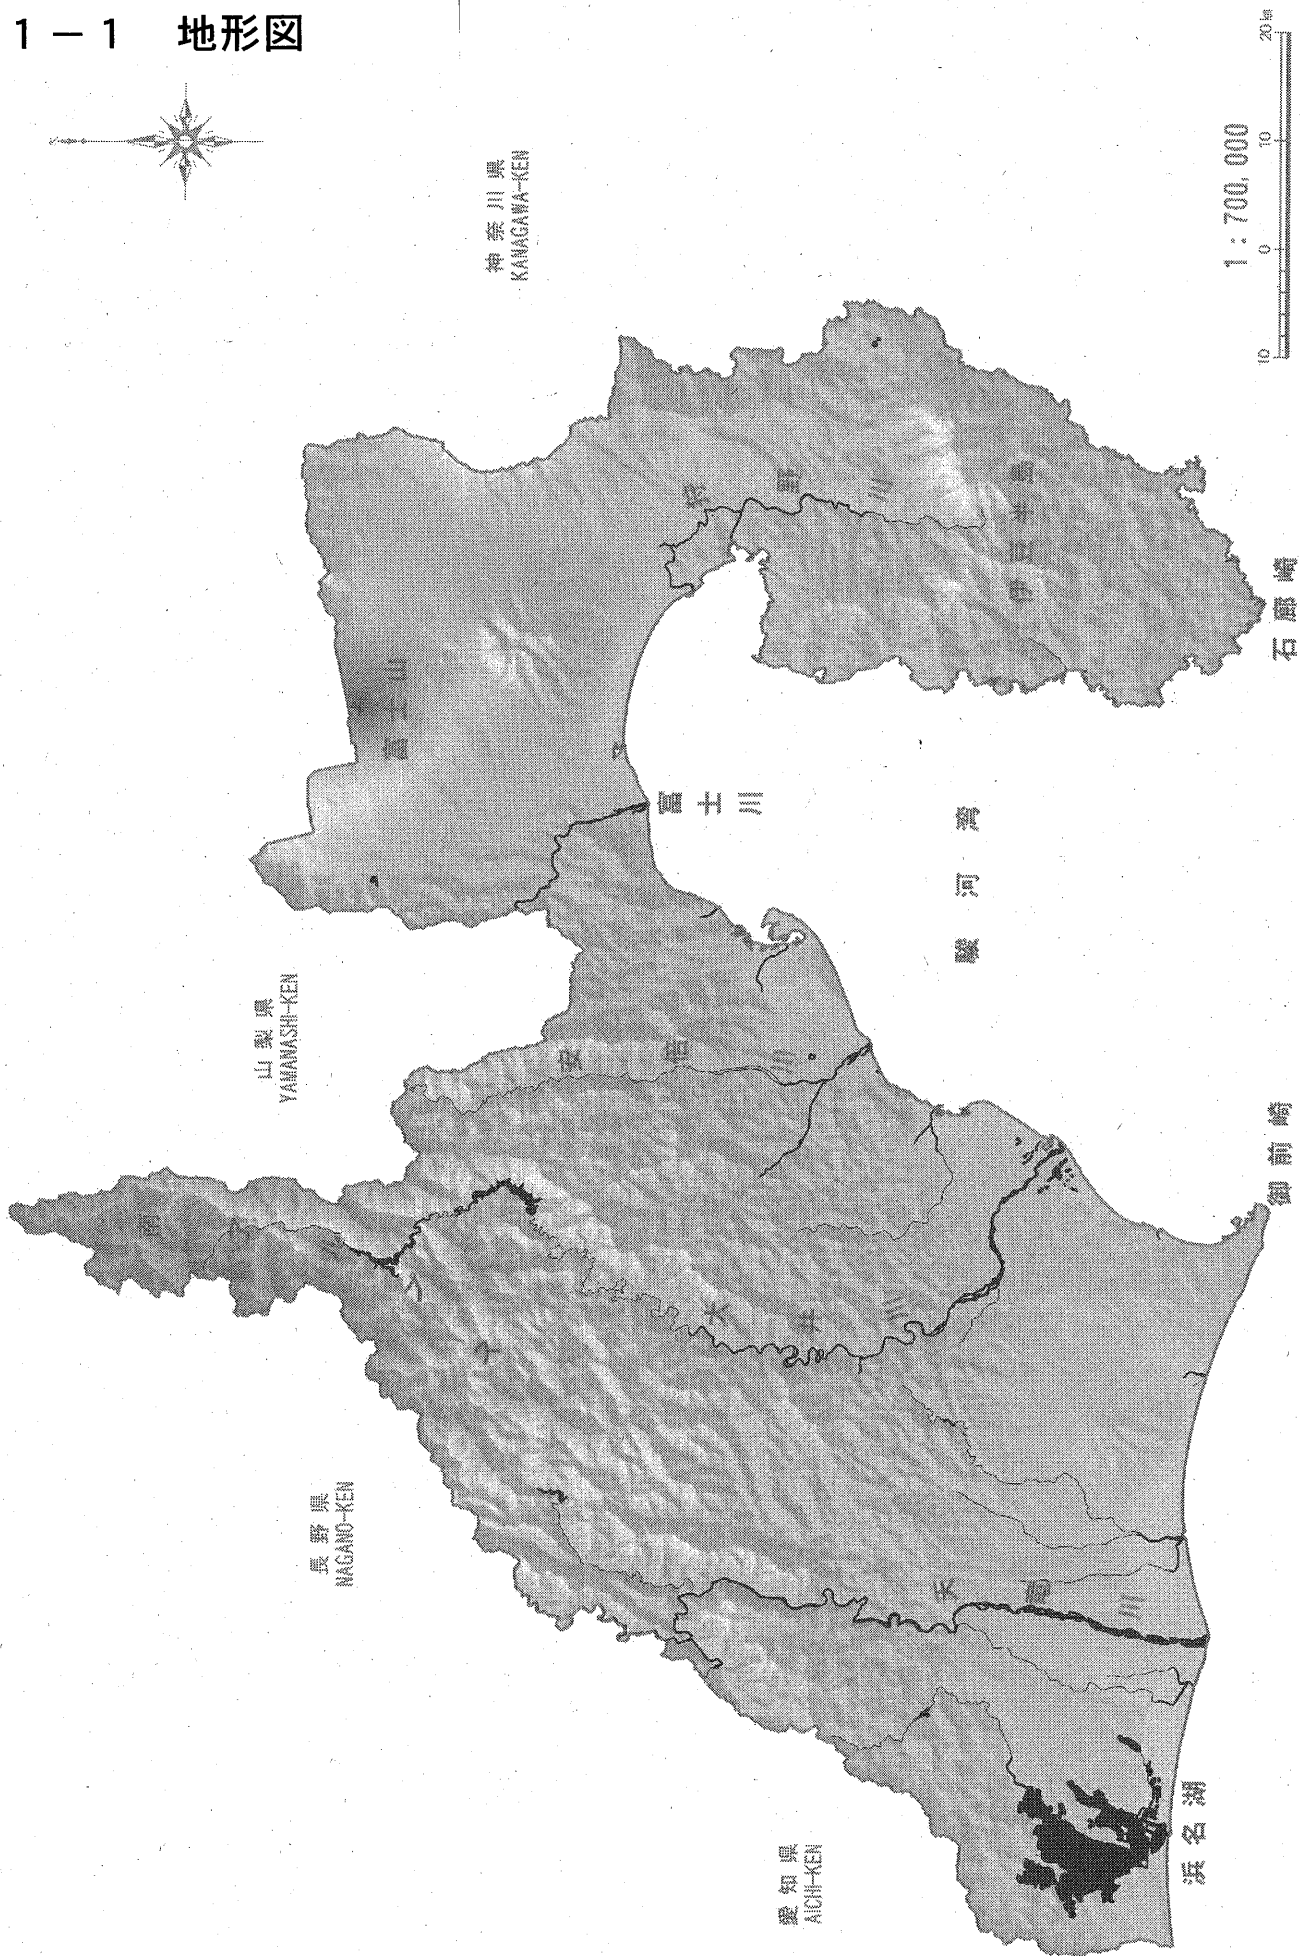 1-1 地形図
N
神奈川県
KANAGAWA-KEN
1:700,000
10 0 10 20km
山梨県
YAMANASHI-KEN
長野県
NAGANO-KEN
愛知県
AICHI-KEN
富士山
富士川
狩野川
伊豆半島
石廊崎
駿河湾
安倍川
大井川
御前崎
天竜川
浜名湖
南